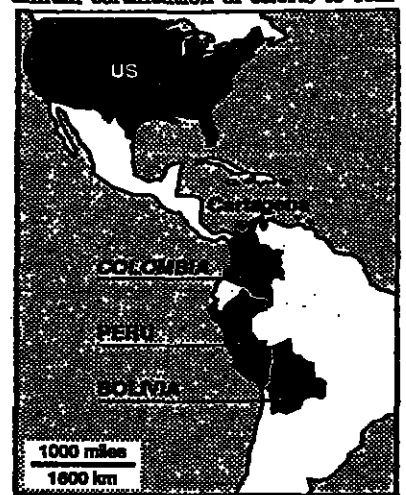 US
Cartagena
COLOMBIA
PERU
BOLIVIA
1000 miles
1600 km